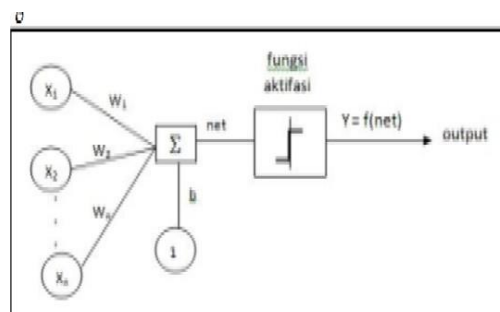 fungsi
aktifasi
X₁
W₁
net
Y = f(net)
output
Σ
X₂
W₂
b
Wₙ
1
Xₙ